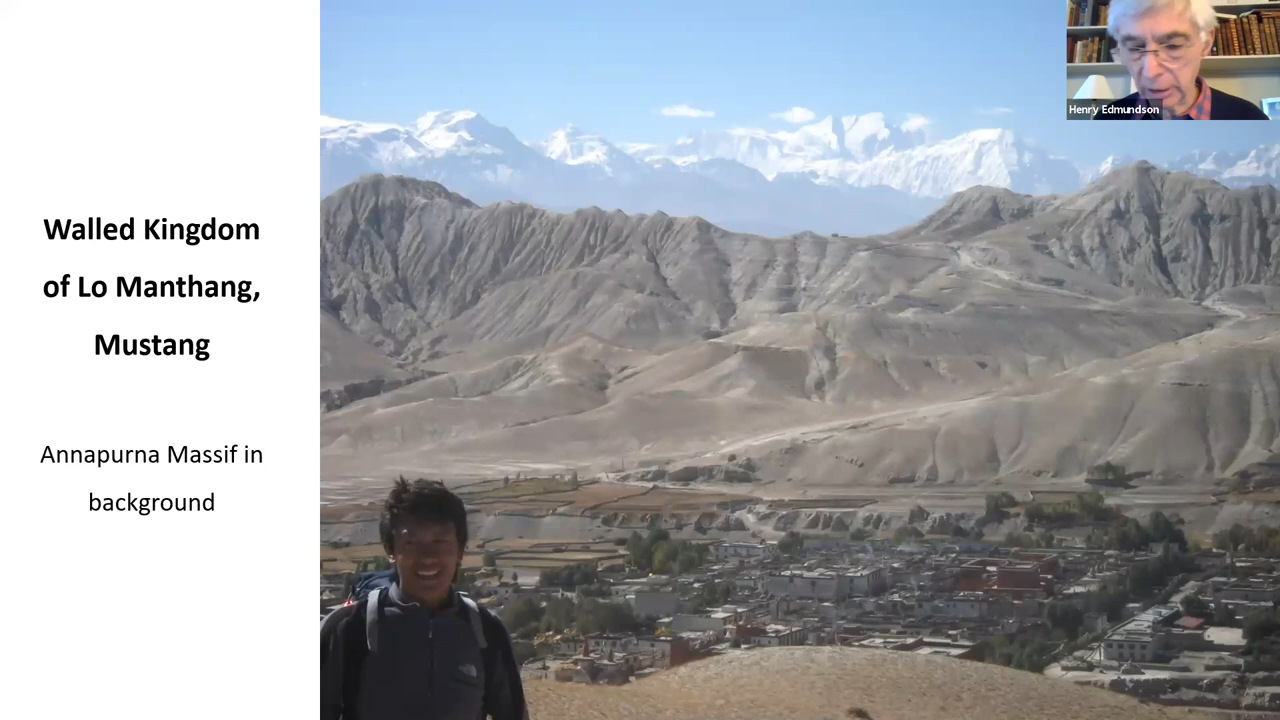 Walled Kingdom
of Lo Manthang,
Mustang
Annapurna Massif in
background
Henry Edmundson